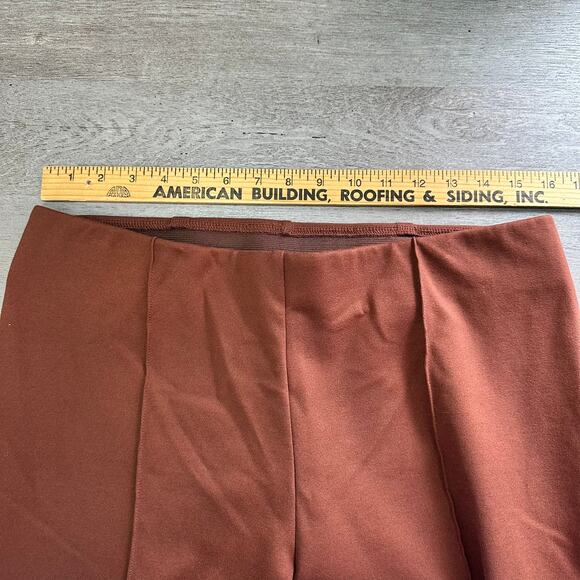 1 2 3 4 5 6 7 8 9 10 11 12 13 14 15 16
AMERICAN BUILDING, ROOFING & SIDING, INC.